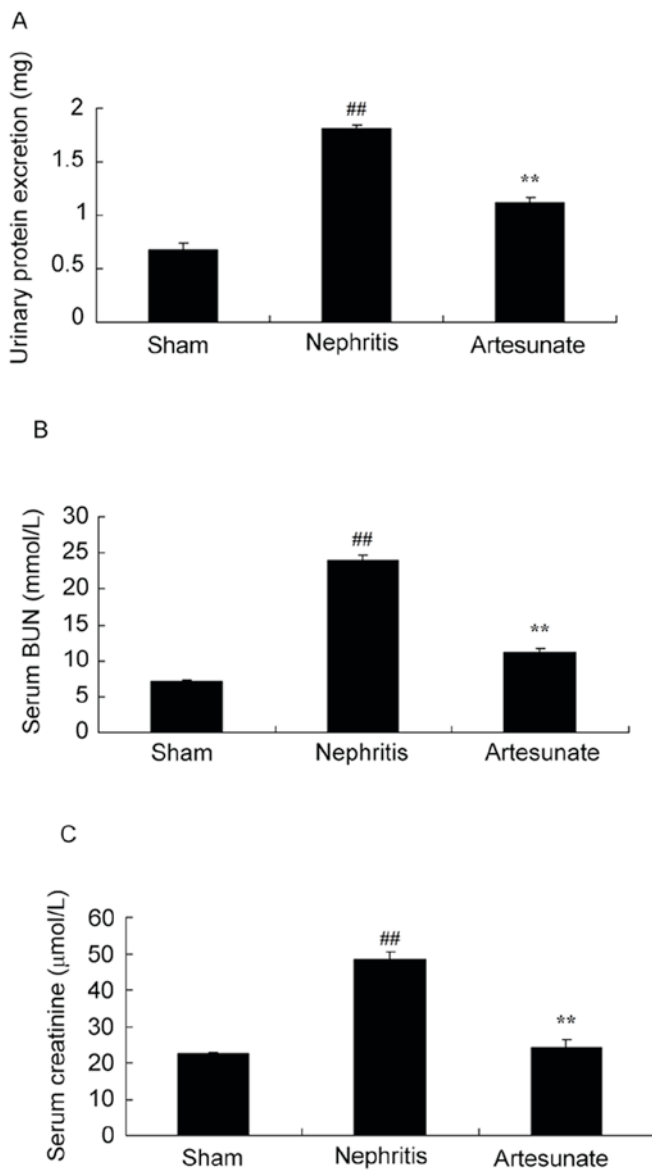 A
Urinary protein excretion (mg)
2
1.5
1
0.5
0
##
**
Sham Nephritis Artesunate
B
Serum BUN (mmol/L)
30
25
20
15
10
5
0
##
**
Sham Nephritis Artesunate
C
Serum creatinine (μmol/L)
60
50
40
30
20
10
0
##
**
Sham Nephritis Artesunate